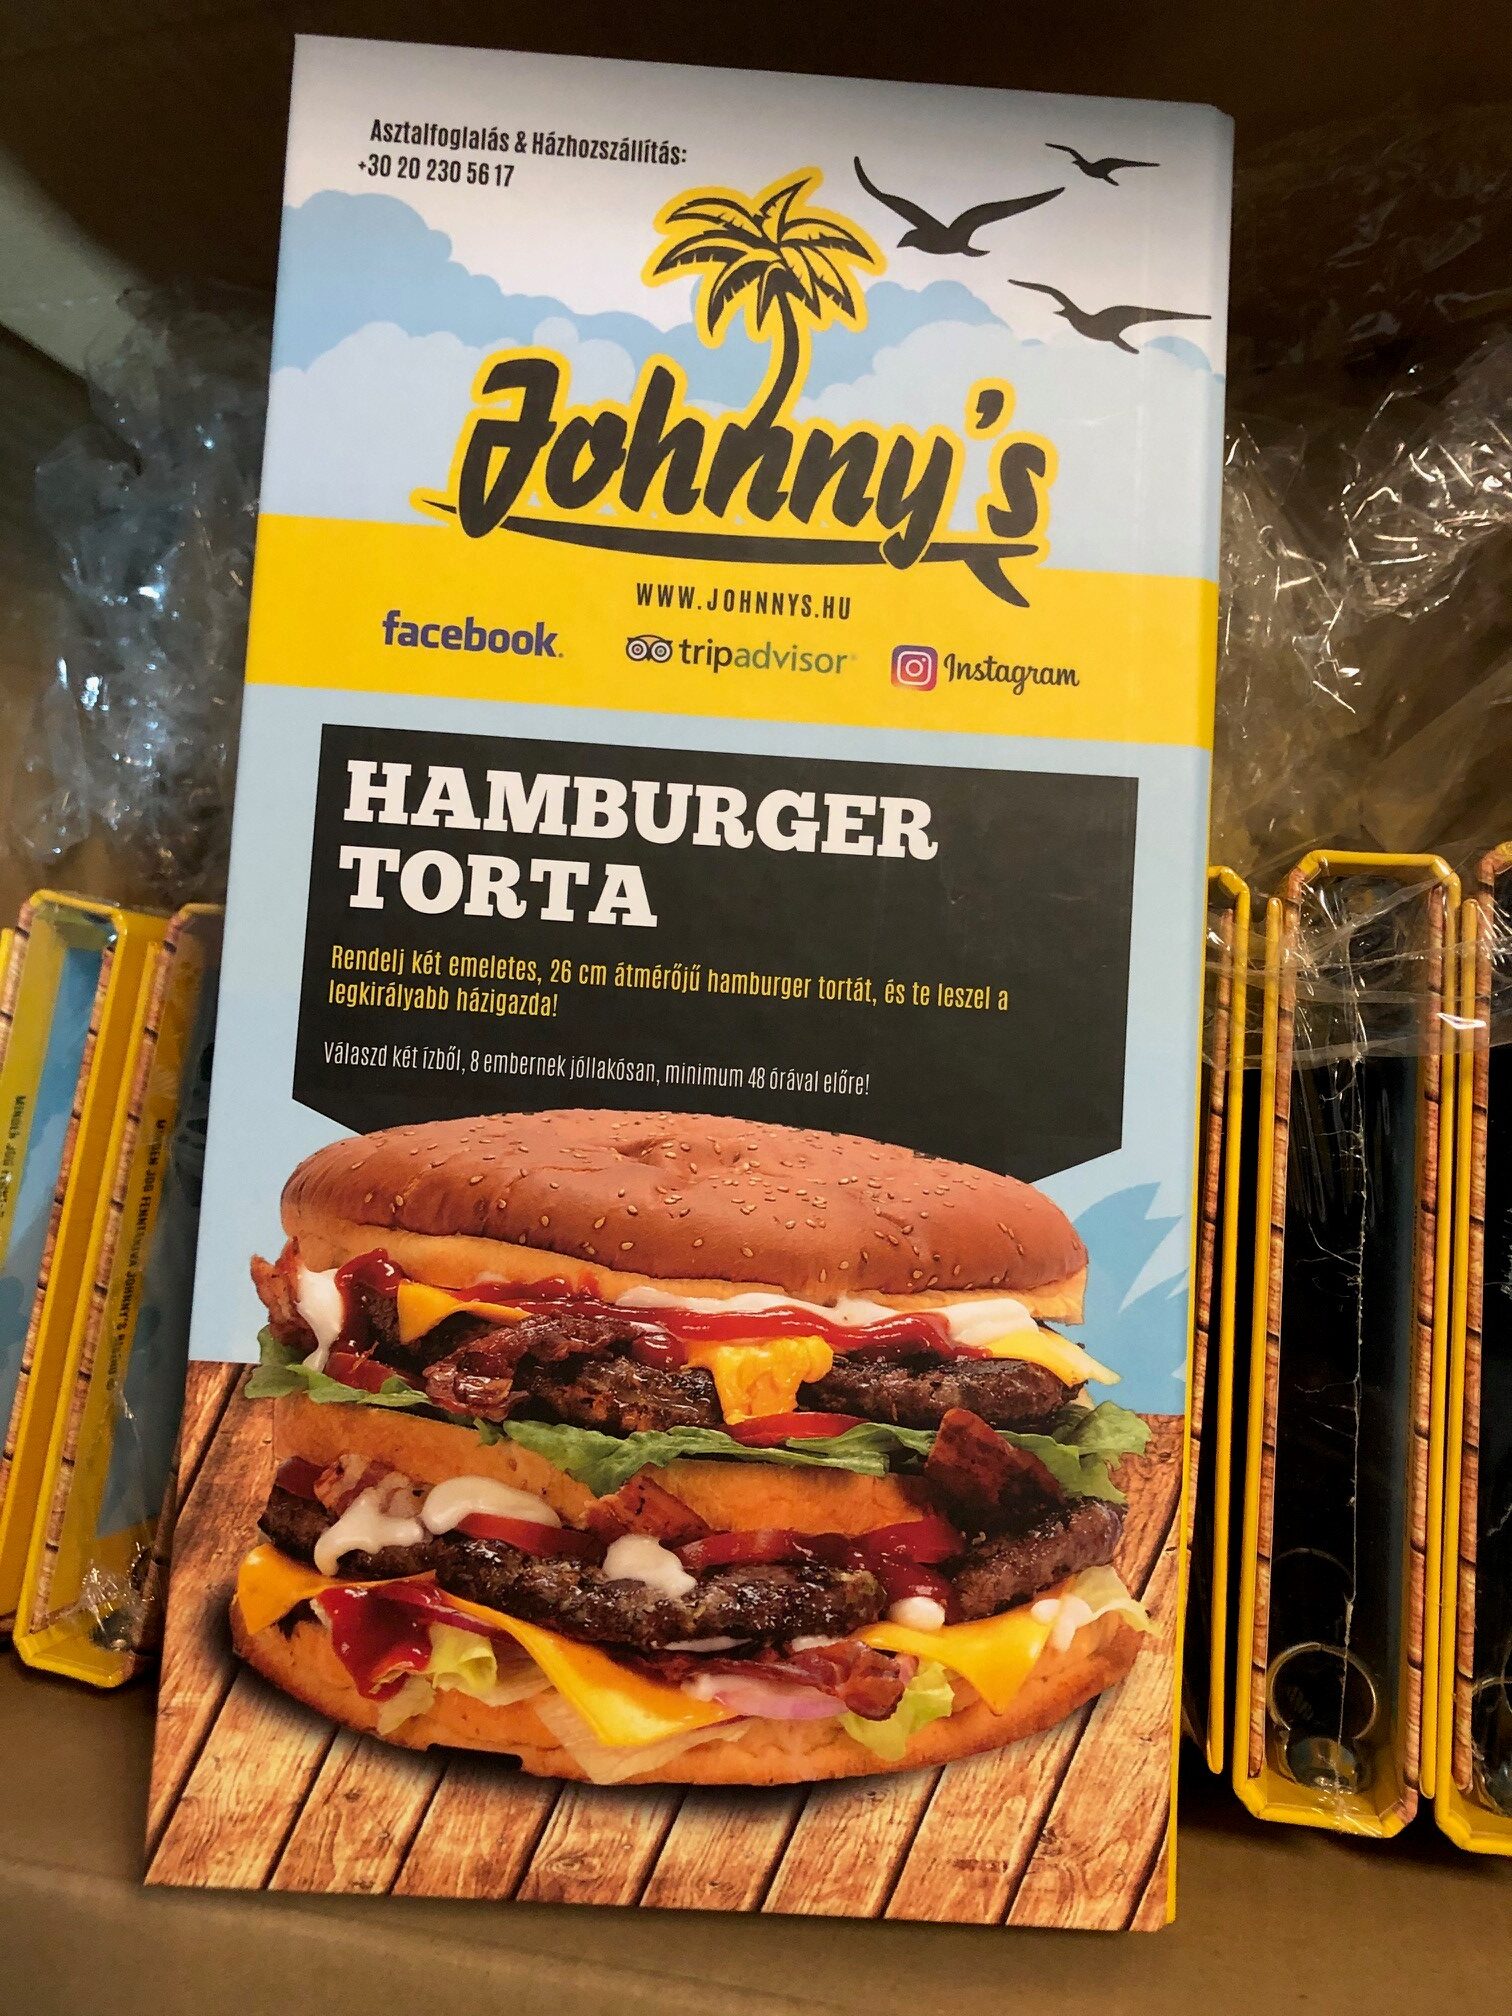 Asztalfoglalás & Házhozszállítás:
+30 20 230 56 17
Johnny's
WWW.JOHNNYS.HU
facebook.
tripadvisor
Instagram
HAMBURGER
TORTA
Rendelj két emeletes, 26 cm átmérőjű hamburger tortát, és te leszel a
legkirályabb házigazda!
Válaszd két ízből, 8 embernek jóllakósan, minimum 48 órával előre!